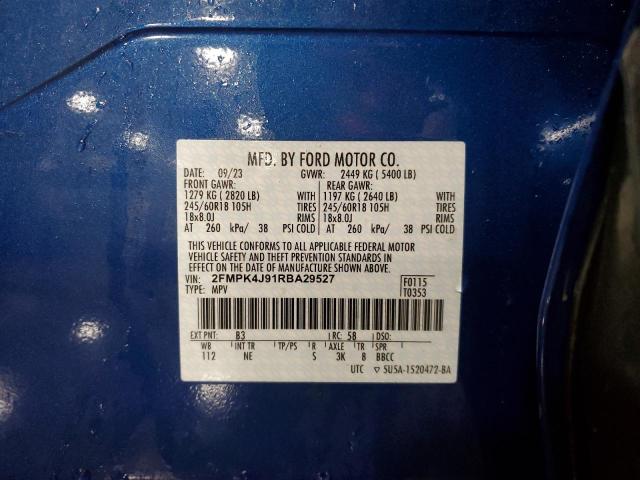 MFD. BY FORD MOTOR CO.
DATE: 09/23 GVWR: 2449 KG ( 5400 LB)
FRONT GAWR: REAR GAWR:
1279 KG ( 2820 LB) WITH 1197 KG ( 2640 LB) WITH
245/60R18 105H TIRES 245/60R18 105H TIRES
18x8.0J RIMS 18x8.0J RIMS
AT 260 kPa/ 38 PSI COLD AT 260 kPa/ 38 PSI COLD
THIS VEHICLE CONFORMS TO ALL APPLICABLE FEDERAL MOTOR
VEHICLE SAFETY AND THEFT PREVENTION STANDARDS IN
EFFECT ON THE DATE OF MANUFACTURE SHOWN ABOVE.
VIN: 2FMPK4J91RBA29527 F0115
TYPE: MPV T0353
EXT PNT: B3 RC: 58 DSO:
WB INT TR TP/PS R AXLE TR SPR
112 NE S 3K 8 BBCC
UTC ▽ 5U5A-1520472-BA